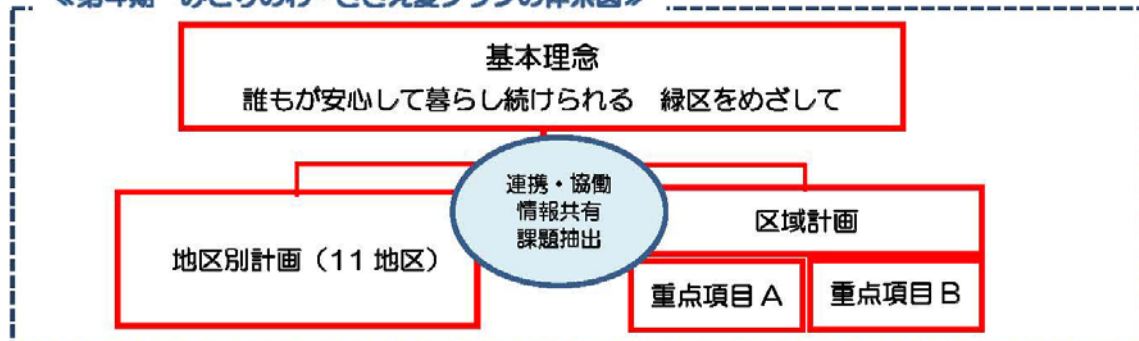 基本理念
誰もが安心して暮らし続けられる 緑区をめざして
連携・協働
情報共有
課題抽出
地区別計画（11 地区）
区域計画
重点項目 A
重点項目 B